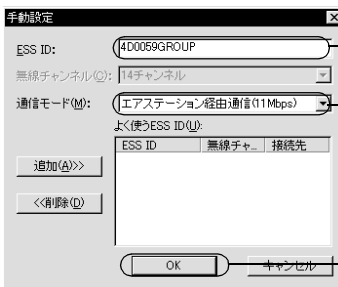 手動設定
ESS ID:
4D0059GROUP
無線チャンネル(C):
14チャンネル
通信モード(M):
エアステーション経由通信(11Mbps)
よく使うESS ID(U):
ESS ID 無線チャ... 接続先
追加(A)>>
<<削除(D)
OK
キャンセル